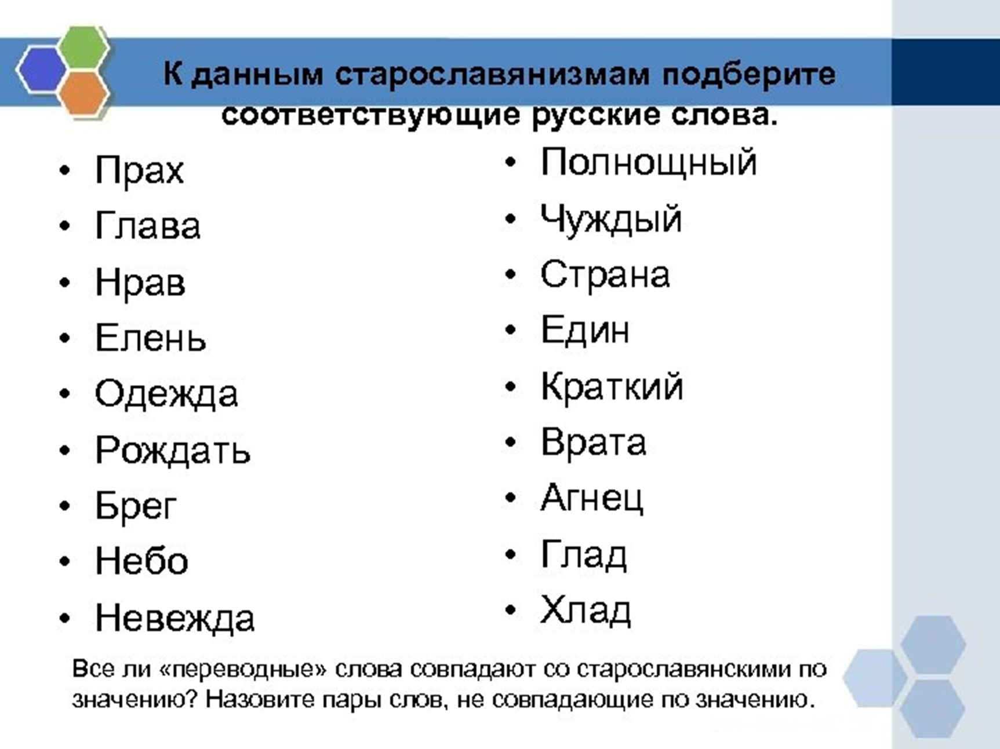 К данным старославянизмам подберите
соответствующие русские слова.
• Прах
• Глава
• Нрав
• Елень
• Одежда
• Рождать
• Брег
• Небо
• Невежда
• Полнощный
• Чуждый
• Страна
• Един
• Краткий
• Врата
• Агнец
• Глад
• Хлад
Все ли «переводные» слова совпадают со старославянскими по
значению? Назовите пары слов, не совпадающие по значению.